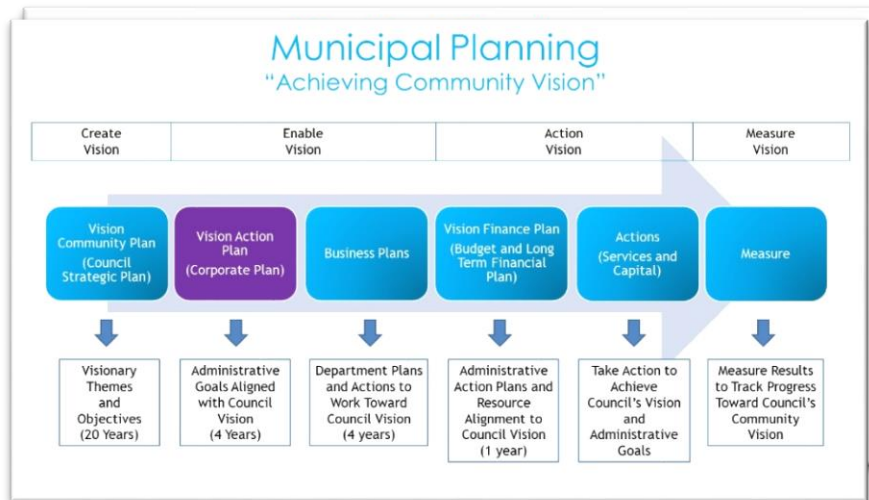 Municipal Planning
“Achieving Community Vision”
Create
Vision
Enable
Vision
Action
Vision
Measure
Vision
Vision
Community Plan
(Council
Strategic Plan)
Vision Action
Plan
(Corporate Plan)
Business Plans
Vision Finance Plan
(Budget and Long
Term Financial
Plan)
Actions
(Services and
Capital)
Measure
Visionary
Themes
and
Objectives
(20 Years)
Administrative
Goals Aligned
with Council
Vision
(4 Years)
Department Plans
and Actions to
Work Toward
Council Vision
(4 years)
Administrative
Action Plans and
Resource
Alignment to
Council Vision
(1 year)
Take Action to
Achieve
Council’s Vision
and
Administrative
Goals
Measure Results
to Track Progress
Toward Council’s
Community
Vision